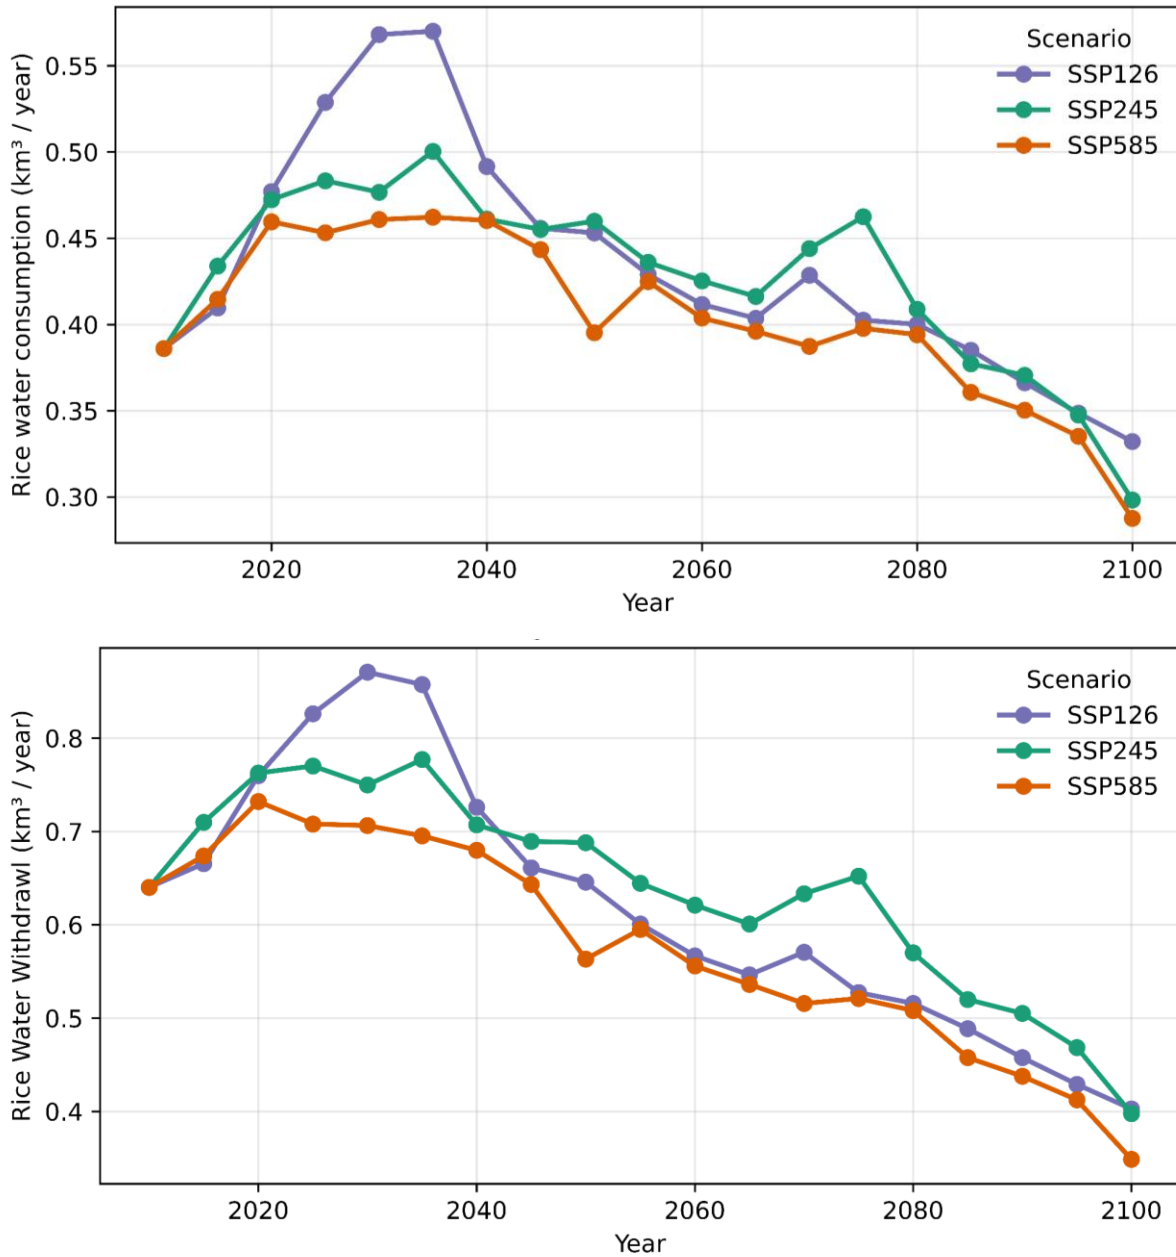 Rice water consumption (km³ / year)
0.55
0.50
0.45
0.40
0.35
0.30
Scenario
SSP126
SSP245
SSP585
2020 2040 2060 2080 2100
Year
Rice Water Withdrawl (km³ / year)
0.8
0.7
0.6
0.5
0.4
Scenario
SSP126
SSP245
SSP585
2020 2040 2060 2080 2100
Year